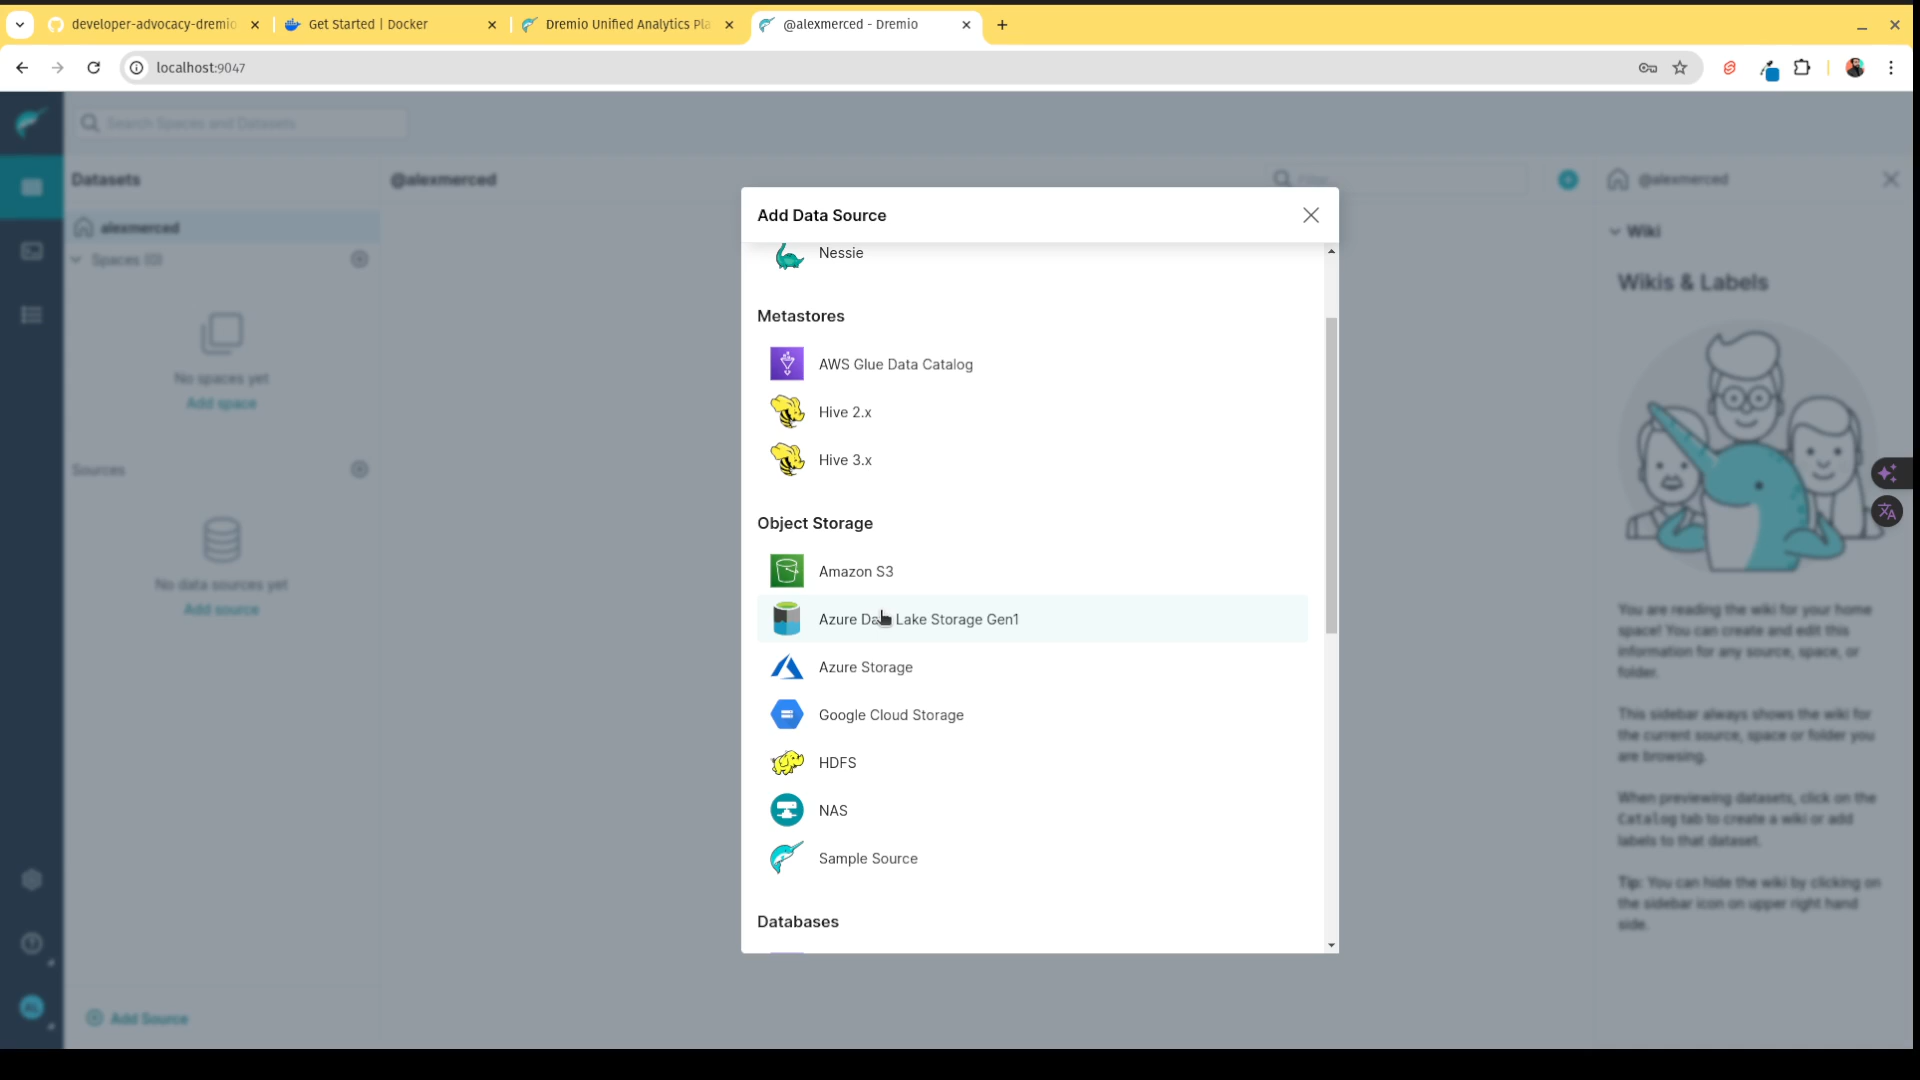 developer-advocacy-dremio
Get Started | Docker
Dremio Unified Analytics Pla
@alexmerced - Dremio
localhost:9047
Search Spaces and Datasets
Datasets
@alexmerced
Filter...
@alexmerced
alexmerced
Spaces (0)
No spaces yet
Add space
Sources
No data sources yet
Add source
Add Source
Add Data Source
Nessie
Metastores
AWS Glue Data Catalog
Hive 2.x
Hive 3.x
Object Storage
Amazon S3
Azure Data Lake Storage Gen1
Azure Storage
Google Cloud Storage
HDFS
NAS
Sample Source
Databases
Wiki
Wikis & Labels
You are reading the wiki for your home
space! You can create and edit this
information for any source, space, or
folder.
This sidebar always shows the wiki for
the current source, space or folder you
are browsing.
When previewing datasets, click on the
Catalog tab to create a wiki or add
labels to that dataset.
Tip: You can hide the wiki by clicking on
the sidebar icon on upper right hand
side.